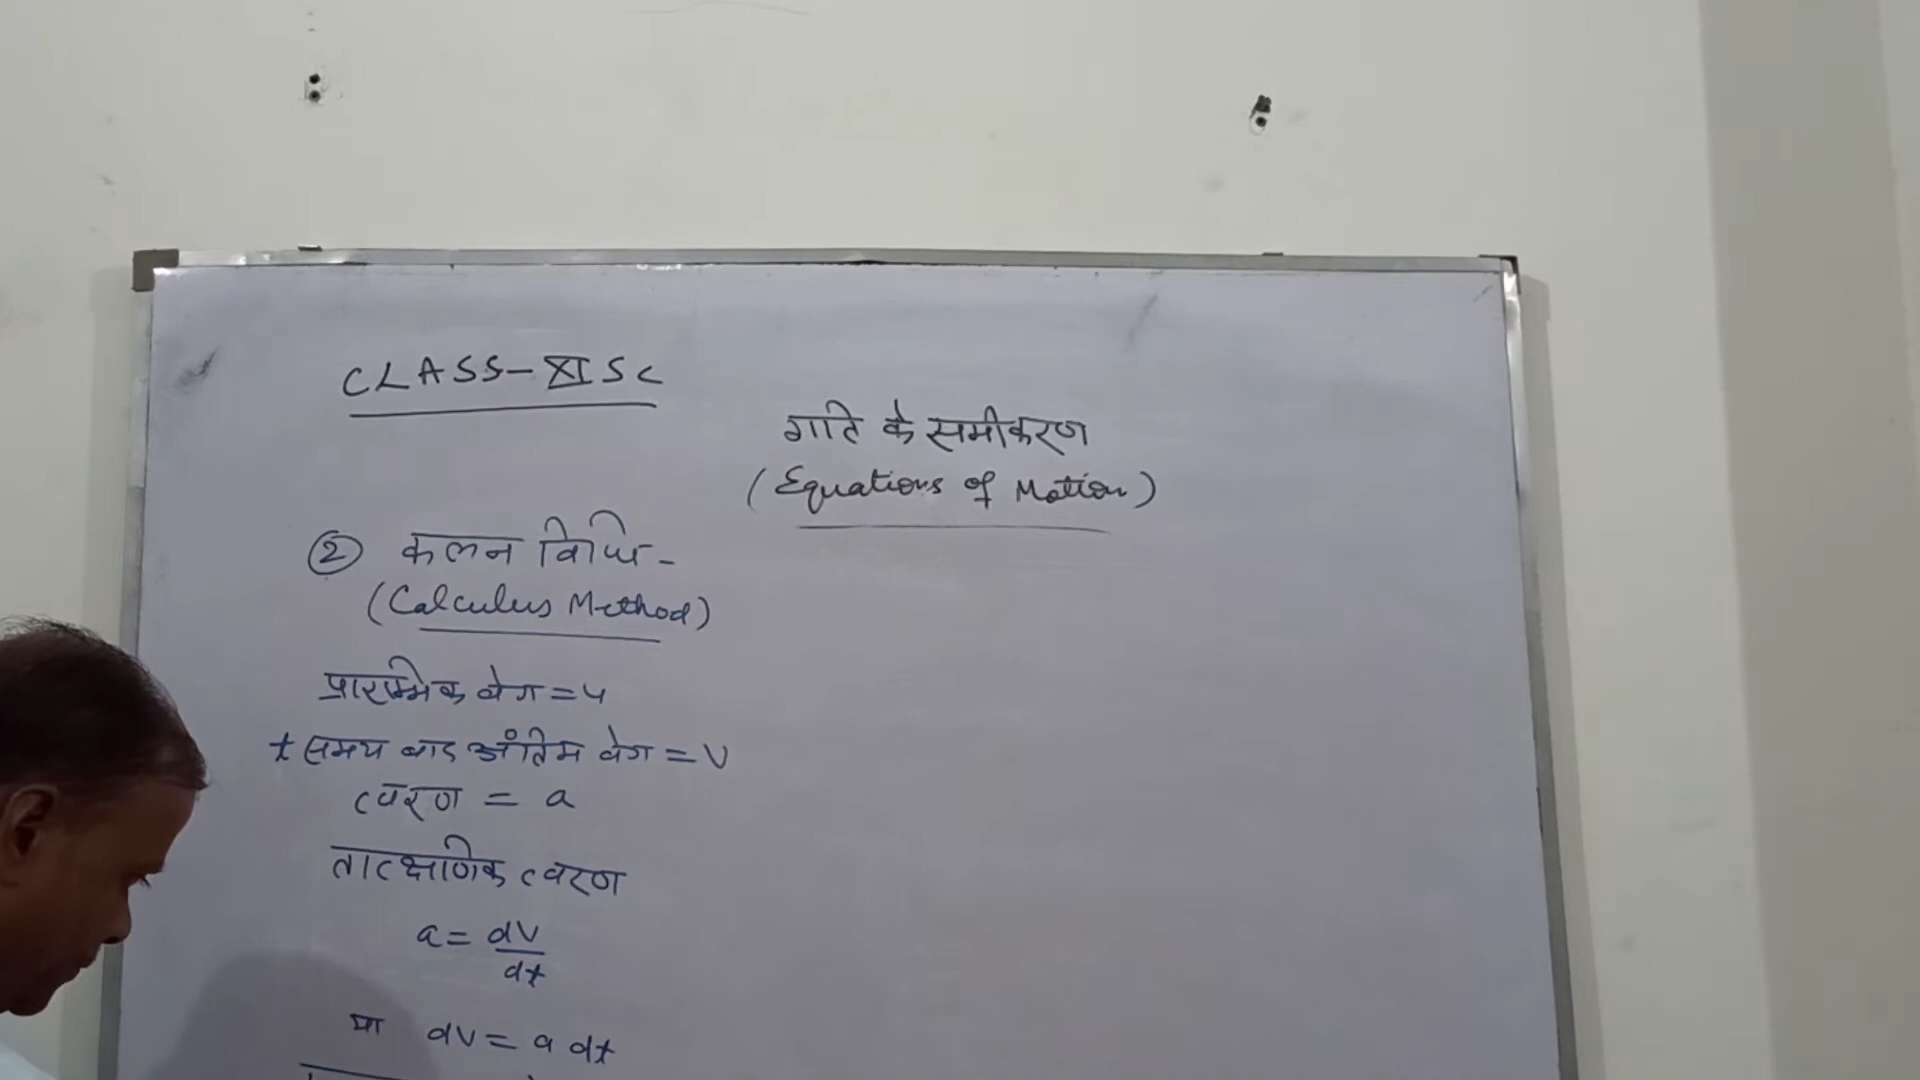 CLASS-XI Sc
गति के समीकरण
(Equations of Motion)
② कलन विधि -
(Calculus Method)
प्रारम्भिक वेग = u
t समय बाद अंतिम वेग = v
त्वरण = a
तात्क्षणिक त्वरण
a = dv/dt
या dv = a dt